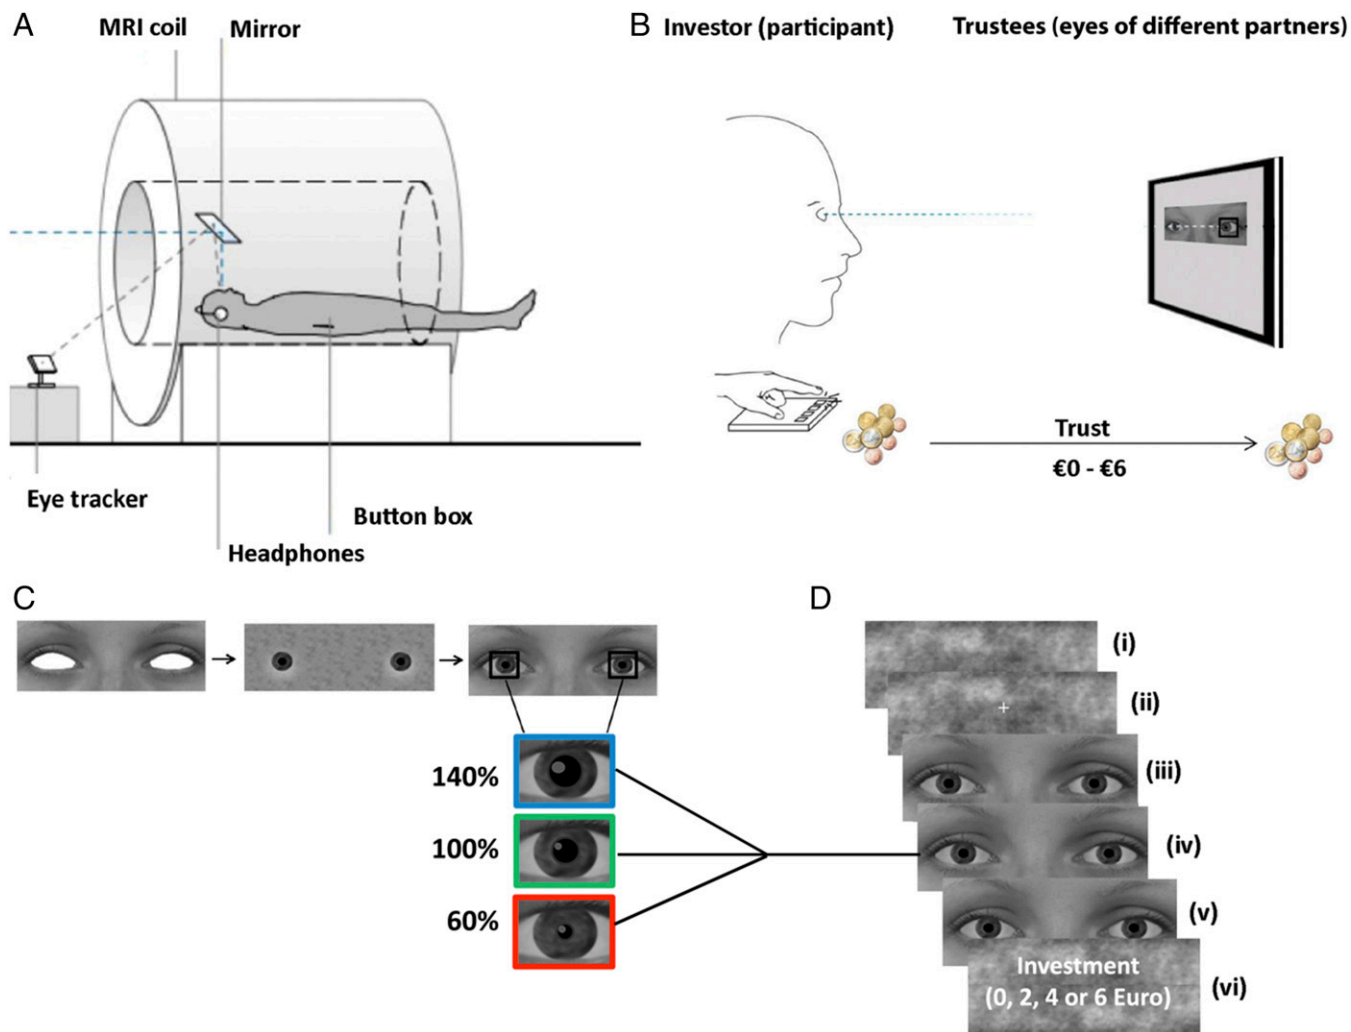 A
MRI coil
Mirror
Eye tracker
Button box
Headphones
B
Investor (participant)
Trustees (eyes of different partners)
Trust
€0 - €6
C
140%
100%
60%
D
(i)
(ii)
(iii)
(iv)
(v)
Investment
(0, 2, 4 or 6 Euro)
(vi)